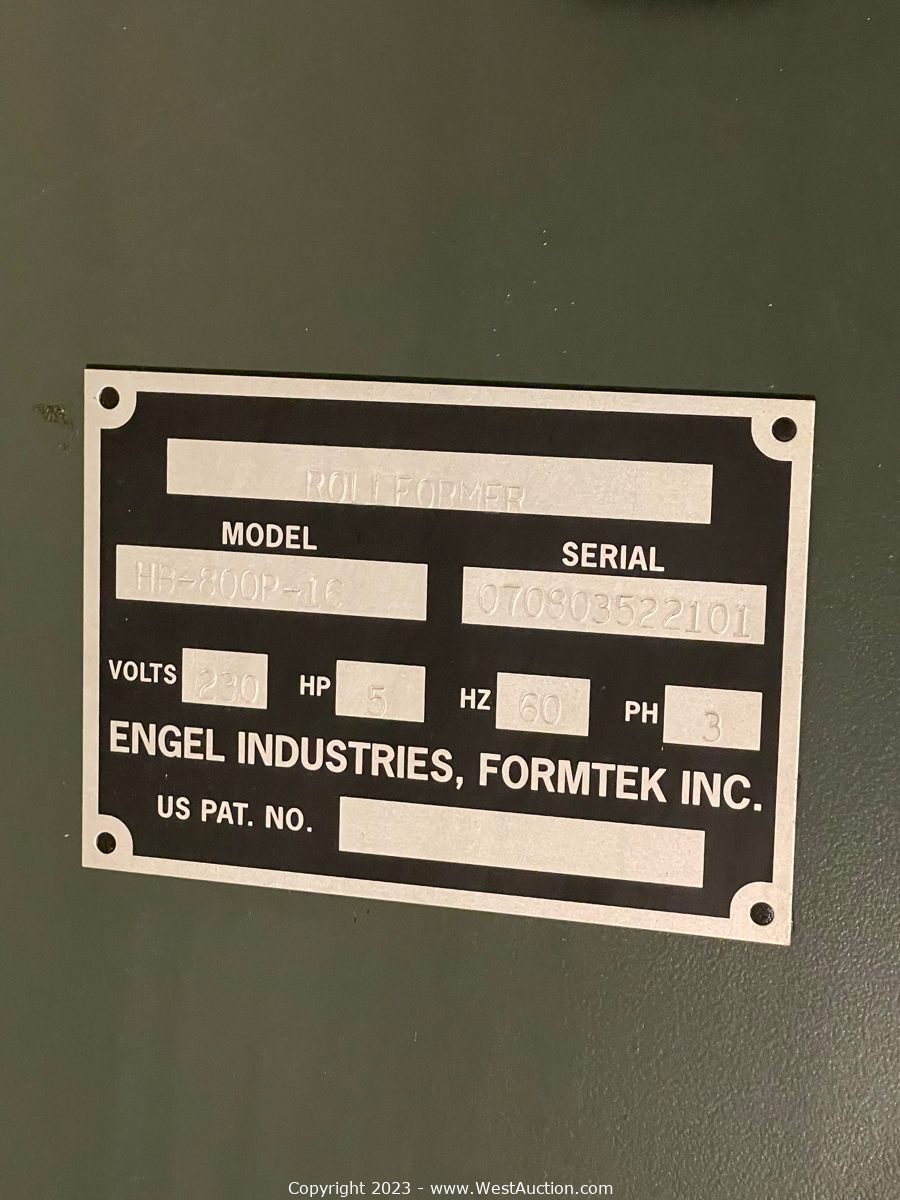 ROLLFORMER
MODEL
SERIAL
HB-800P-16
070803522101
VOLTS 230 HP 5 HZ 60 PH 3
ENGEL INDUSTRIES, FORMTEK INC.
US PAT. NO.
Copyright 2023 - www.WestAuction.com